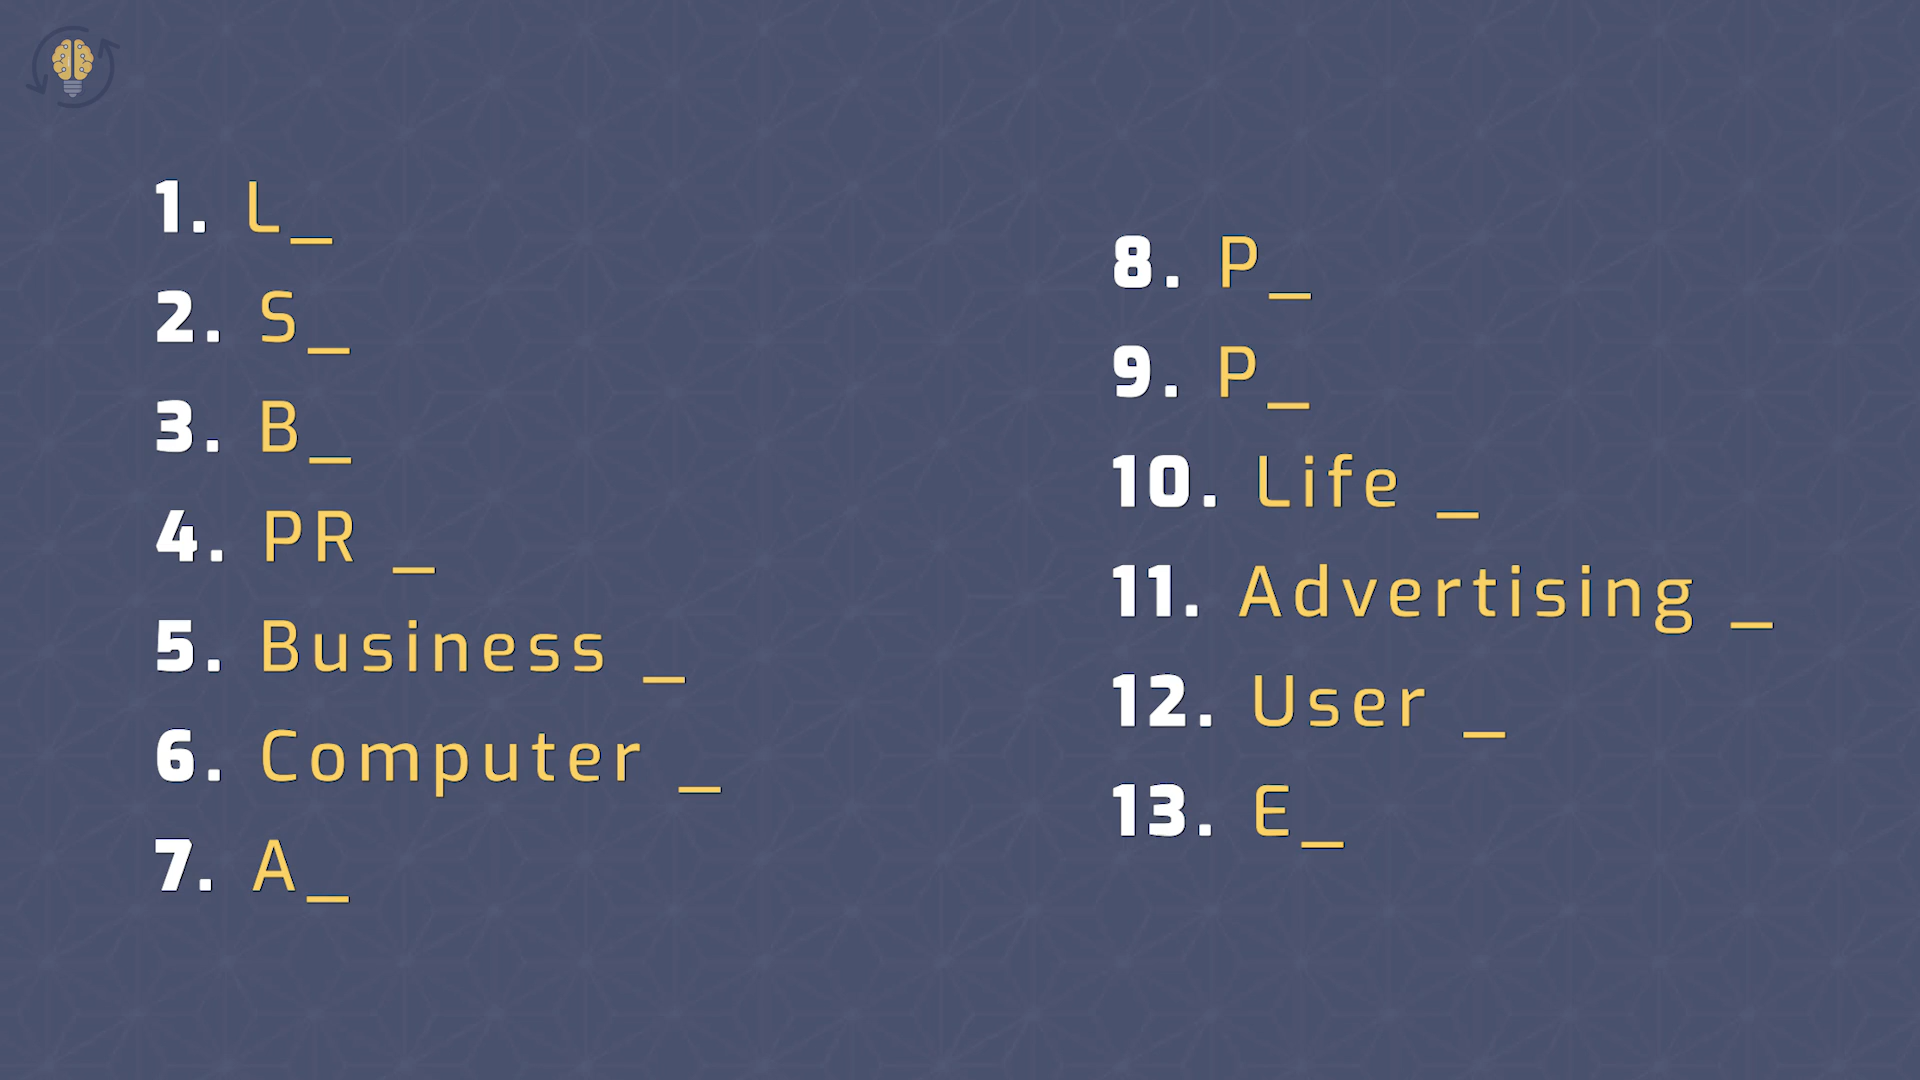 1. L_
2. S_
3. B_
4. PR _
5. Business _
6. Computer _
7. A_
8. P_
9. P_
10. Life _
11. Advertising _
12. User _
13. E_